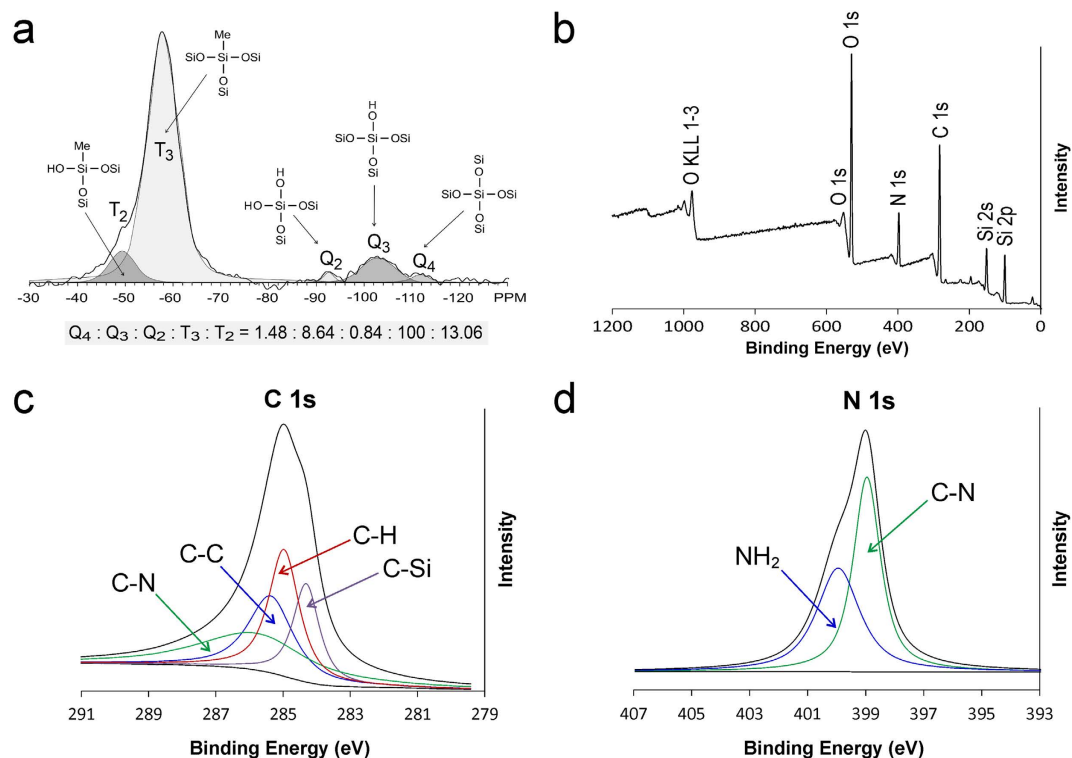 a
Me
SiO Si OSi
O
Si
Me
HO Si OSi
O
Si
T2
T3
O
H
HO Si OSi
O
Si
H
O
SiO Si OSi
O
Si
Si
O
SiO Si OSi
O
Si
Q2
Q3
Q4
-30 -40 -50 -60 -70 -80 -90 -100 -110 -120 PPM
Q4 : Q3 : Q2 : T3 : T2 = 1.48 : 8.64 : 0.84 : 100 : 13.06
b
O KLL 1-3
O 1s
O 1s
N 1s
C 1s
Si 2s
Si 2p
Intensity
1200 1000 600 400 200 0
Binding Energy (eV)
c
C 1s
C-N
C-C
C-H
C-Si
Intensity
291 289 287 285 283 281 279
Binding Energy (eV)
d
N 1s
NH2
C-N
Intensity
407 405 403 401 399 397 395 393
Binding Energy (eV)